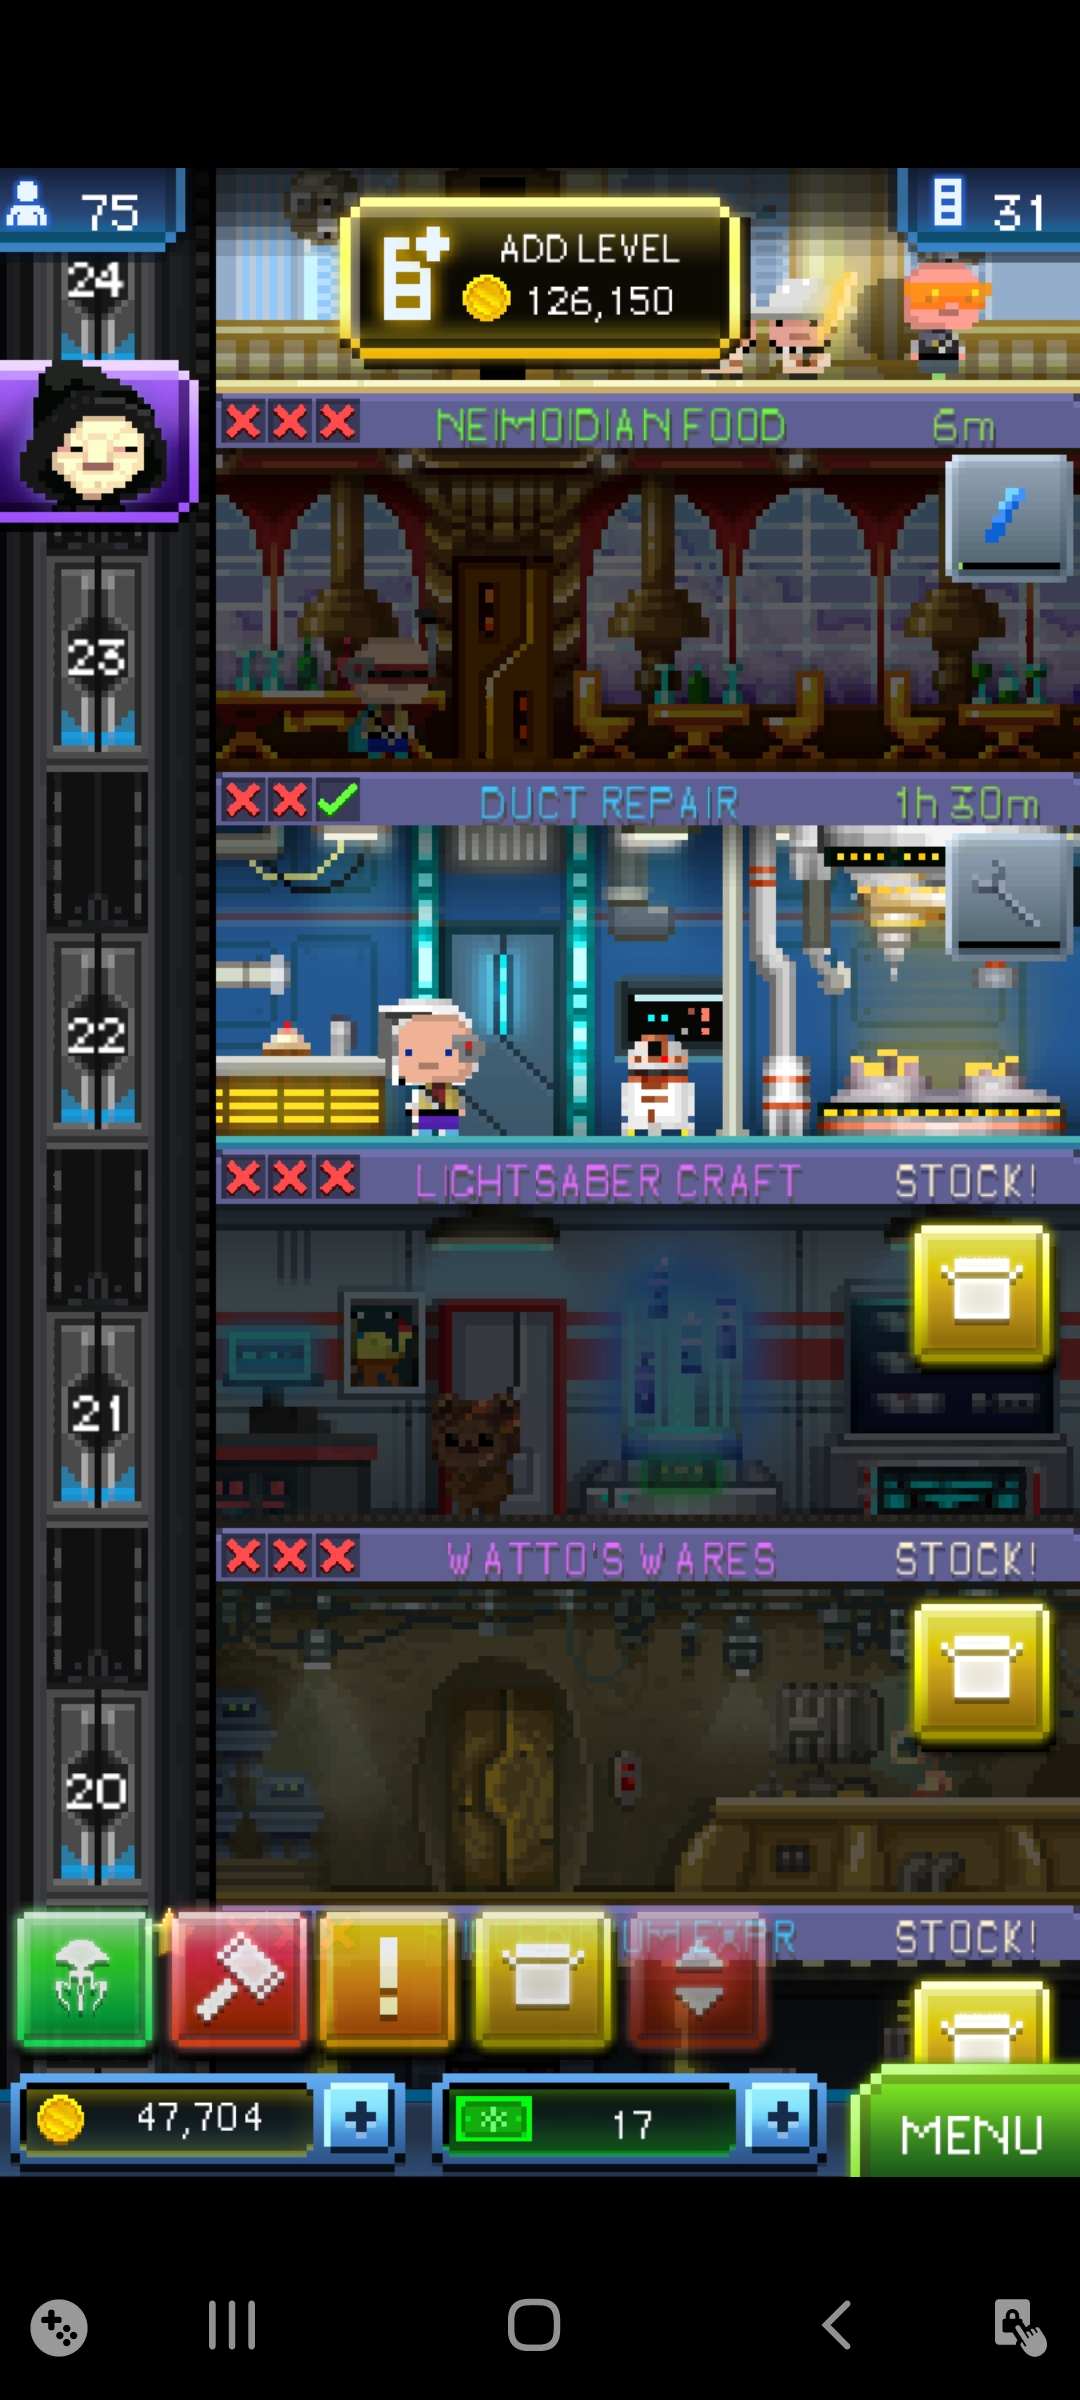 75
31
ADD LEVEL
126,150
24
NEIMOIDIAN FOOD 6m
23
DUCT REPAIR 1h 30m
22
LIGHTSABER CRAFT STOCK!
21
WATTO'S WARES STOCK!
20
STOCK!
47,704
17
MENU